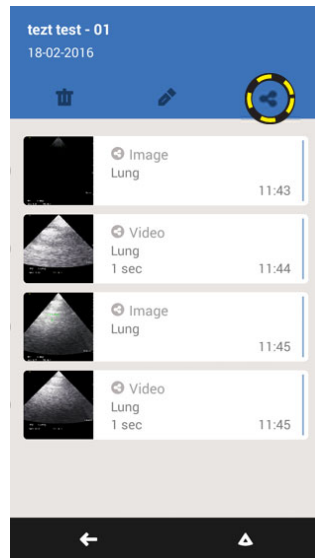 tezt test - 01
18-02-2016
Image
Lung
11:43
Video
Lung
1 sec
11:44
Image
Lung
11:45
Video
Lung
1 sec
11:45